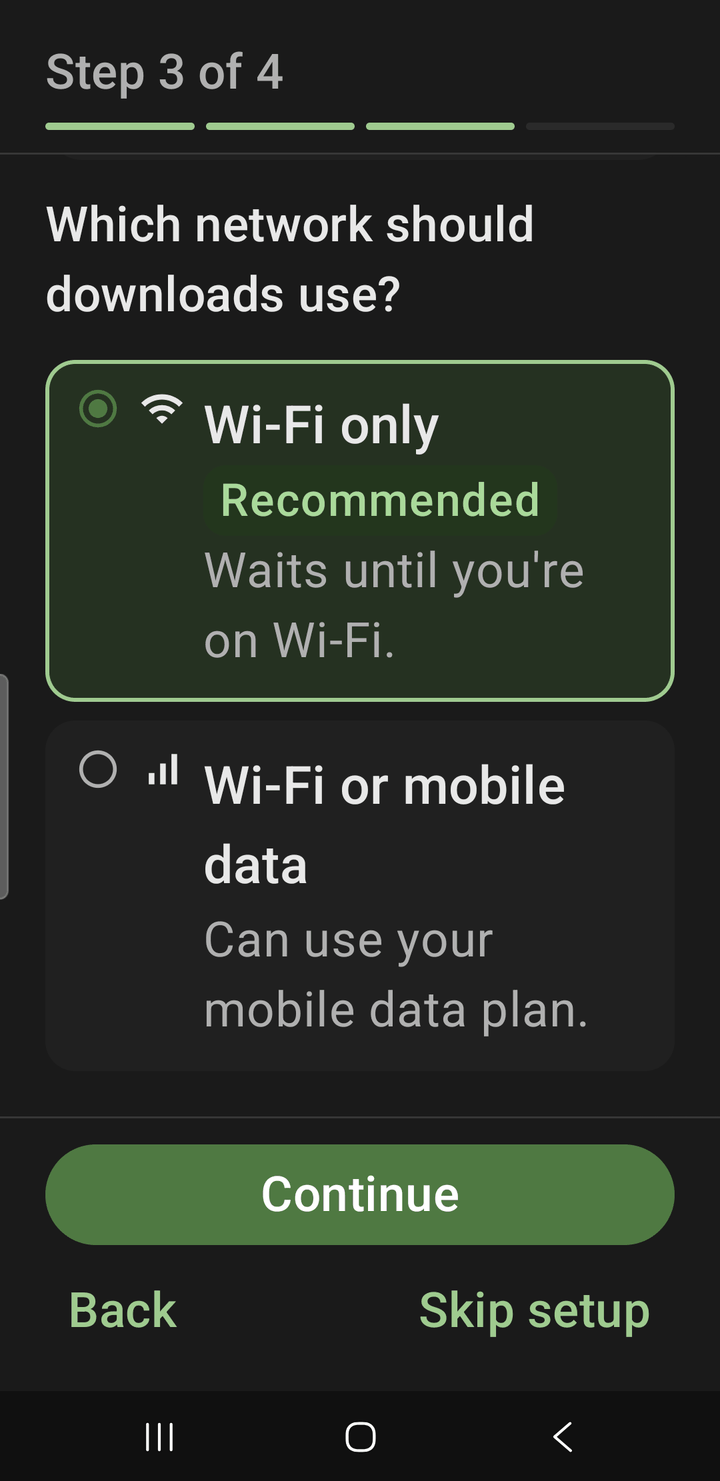 Step 3 of 4
Which network should
downloads use?
Wi-Fi only
Recommended
Waits until you're
on Wi-Fi.
Wi-Fi or mobile
data
Can use your
mobile data plan.
Continue
Back
Skip setup